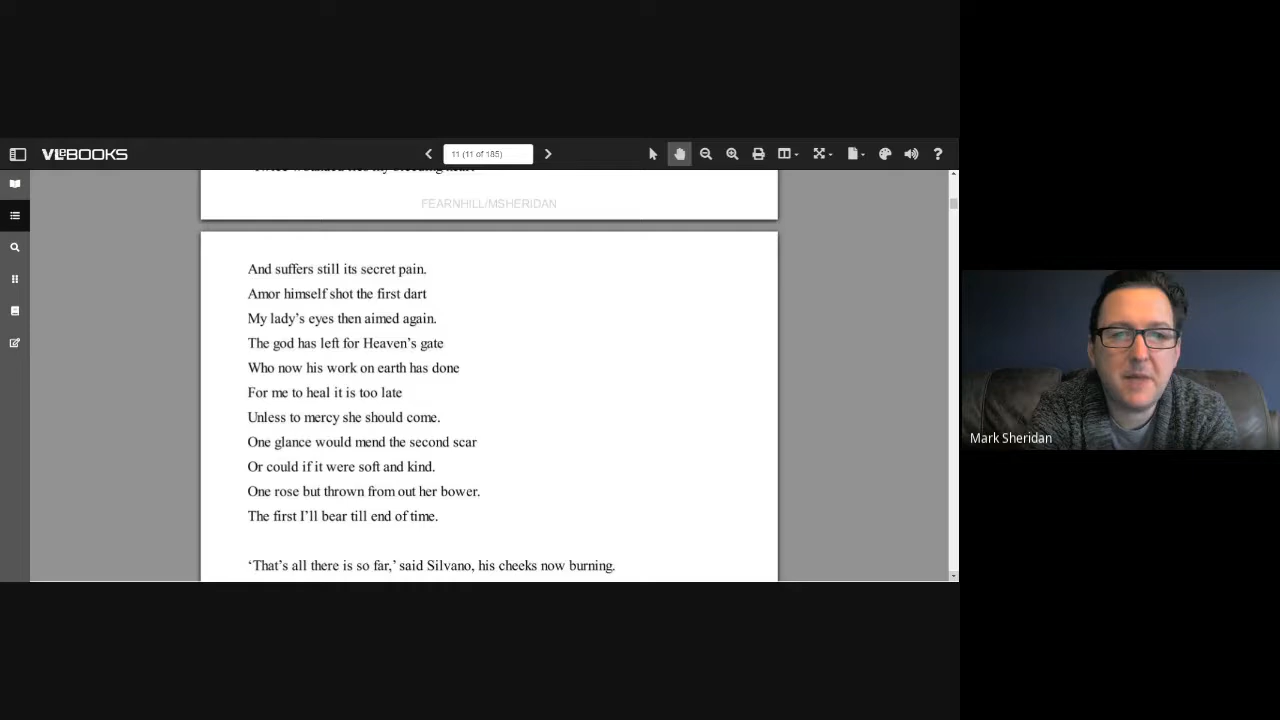 VLeBOOKS
11 (11 of 185)
FEARNHILL/MSHERIDAN
And suffers still its secret pain.
Amor himself shot the first dart
My lady’s eyes then aimed again.
The god has left for Heaven’s gate
Who now his work on earth has done
For me to heal it is too late
Unless to mercy she should come.
One glance would mend the second scar
Or could if it were soft and kind.
One rose but thrown from out her bower.
The first I’ll bear till end of time.
‘That’s all there is so far,’ said Silvano, his cheeks now burning.
Mark Sheridan